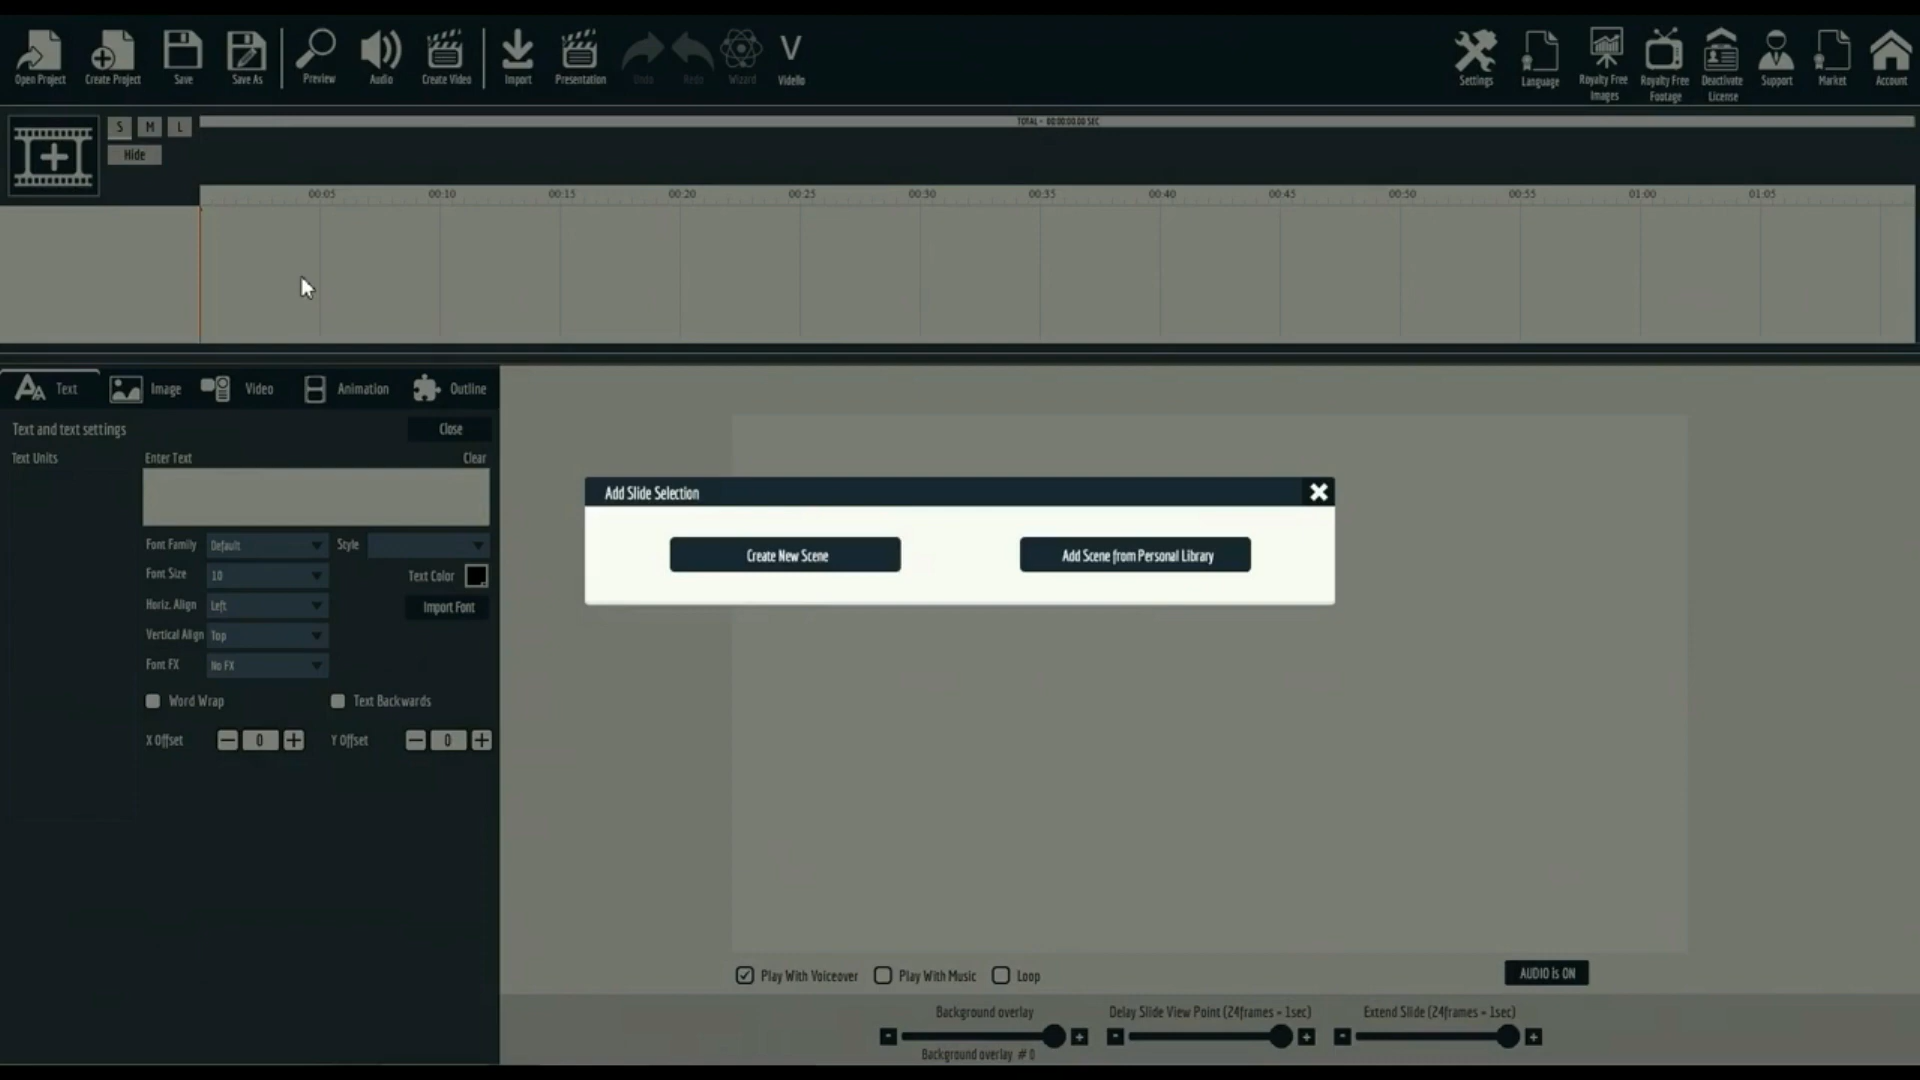 Open Project
Create Project
Save
Save As
Preview
Audio
Create Video
Import
Presentation
Undo
Redo
Wizard
V
Vidello
Settings
Language
Royalty Free
Images
Royalty Free
Footage
Deactivate
License
Support
Market
Account
S M L
Hide
TOTAL - 00:00:00.00 SEC
00:05 00:10 00:15 00:20 00:25 00:30 00:35 00:40 00:45 00:50 00:55 01:00 01:05
Text Image Video Animation Outline
Text and text settings Close
Text Units Enter Text Clear
Font Family Default Style
Font Size 10 Text Color
Horiz. Align Left Import Font
Vertical Align Top
Font FX No FX
Word Wrap Text Backwards
X Offset 0 Y Offset 0
Add Slide Selection
Create New Scene Add Scene from Personal Library
Play With Voiceover Play With Music Loop AUDIO is ON
Background overlay Delay Slide View Point (24frames = 1sec) Extend Slide (24frames = 1sec)
Background overlay # 0